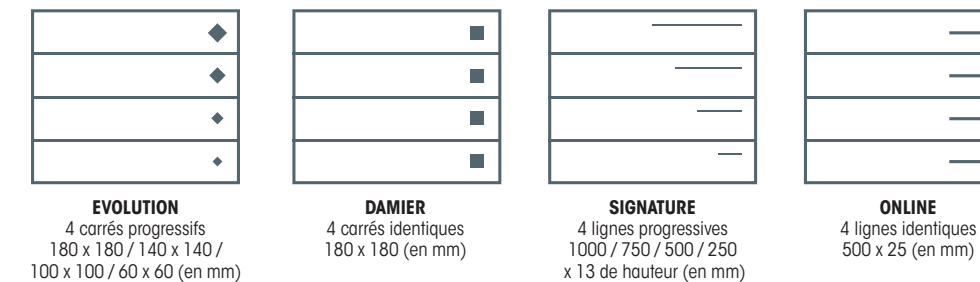 EVOLUTION
4 carrés progressifs
180 x 180 / 140 x 140 /
100 x 100 / 60 x 60 (en mm)
DAMIER
4 carrés identiques
180 x 180 (en mm)
SIGNATURE
4 lignes progressives
1000 / 750 / 500 / 250
x 13 de hauteur (en mm)
ONLINE
4 lignes identiques
500 x 25 (en mm)